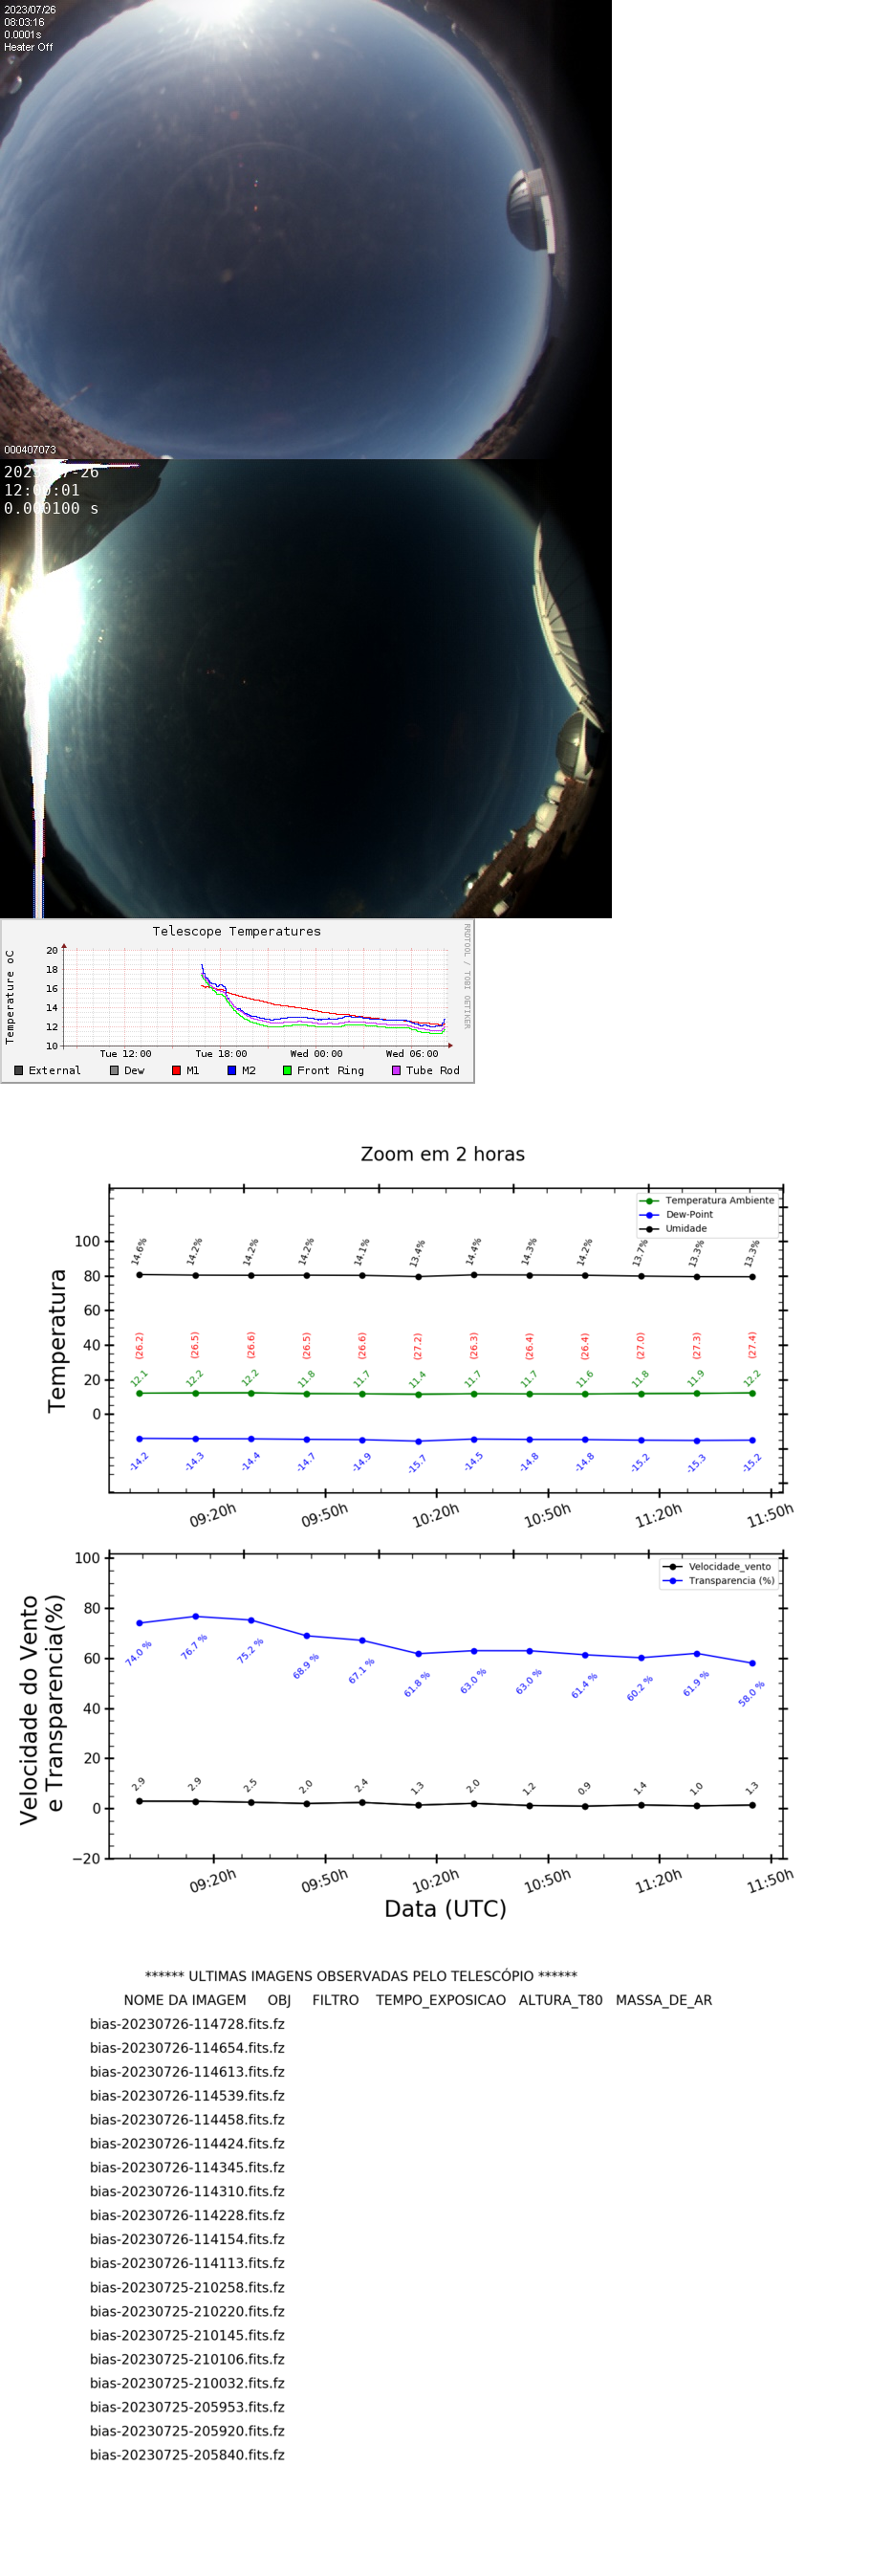 2023/07/26
08:03:16
0.0001s
Heater Off
000407073
12:00:01
0.000100 s
Telescope Temperatures
RRDTOOL / TOBI OETIKER
Temperature oC
20
18
16
14
12
10
Tue 12:00 Tue 18:00 Wed 00:00 Wed 06:00
External Dew M1 M2 Front Ring Tube Rod
Zoom em 2 horas
Temperatura
Temperatura Ambiente
Dew-Point
Umidade
100
80
60
40
20
0
14.6% 14.2% 14.2% 14.2% 14.1% 13.4% 14.4% 14.3% 14.2% 13.7% 13.3% 13.3%
(26.2) (26.5) (26.6) (26.5) (26.6) (27.2) (26.3) (26.4) (26.4) (27.0) (27.3) (27.4)
12.1 12.2 12.2 11.8 11.7 11.4 11.7 11.7 11.6 11.8 11.9 12.2
-14.2 -14.3 -14.4 -14.7 -14.9 -15.7 -14.5 -14.8 -14.8 -15.2 -15.3 -15.2
09:20h 09:50h 10:20h 10:50h 11:20h 11:50h
Velocidade do Vento
e Transparencia(%)
Velocidade_vento
Transparencia (%)
100
80
60
40
20
0
−20
74.0 % 76.7 % 75.2 % 68.9 % 67.1 % 61.8 % 63.0 % 63.0 % 61.4 % 60.2 % 61.9 % 58.0 %
2.9 2.9 2.5 2.0 2.4 1.3 2.0 1.2 0.9 1.4 1.0 1.3
09:20h 09:50h 10:20h 10:50h 11:20h 11:50h
Data (UTC)
****** ULTIMAS IMAGENS OBSERVADAS PELO TELESCÓPIO ******
NOME DA IMAGEM OBJ FILTRO TEMPO_EXPOSICAO ALTURA_T80 MASSA_DE_AR
bias-20230726-114728.fits.fz
bias-20230726-114654.fits.fz
bias-20230726-114613.fits.fz
bias-20230726-114539.fits.fz
bias-20230726-114458.fits.fz
bias-20230726-114424.fits.fz
bias-20230726-114345.fits.fz
bias-20230726-114310.fits.fz
bias-20230726-114228.fits.fz
bias-20230726-114154.fits.fz
bias-20230726-114113.fits.fz
bias-20230725-210258.fits.fz
bias-20230725-210220.fits.fz
bias-20230725-210145.fits.fz
bias-20230725-210106.fits.fz
bias-20230725-210032.fits.fz
bias-20230725-205953.fits.fz
bias-20230725-205920.fits.fz
bias-20230725-205840.fits.fz